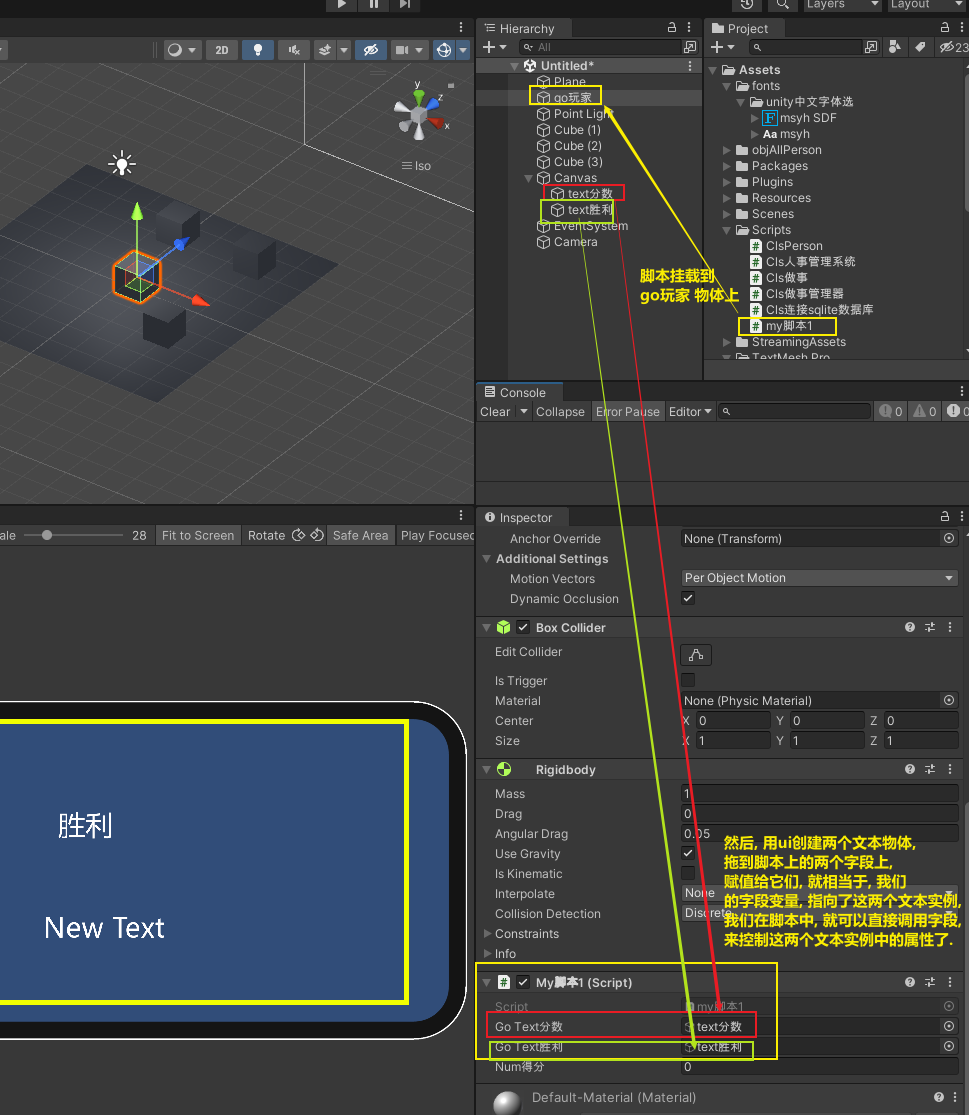 Layers
Layout
2D
Hierarchy
All
Untitled*
Plane
go玩家
Point Light
Cube (1)
Cube (2)
Cube (3)
Canvas
text分数
text胜利
EventSystem
Camera
y
z
x
Iso
Project
23
Assets
fonts
unity中文字体选
msyh SDF
Aa msyh
objAllPerson
Packages
Plugins
Resources
Scenes
Scripts
ClsPerson
Cls人事管理系统
Cls做事
Cls做事管理器
Cls连接sqlite数据库
my脚本1
StreamingAssets
TextMesh Pro
脚本挂载到
go玩家 物体上
Console
Clear
Collapse
Error Pause
Editor
0
0
0
ale
28
Fit to Screen
Rotate
Safe Area
Play Focused
胜利
New Text
Inspector
Anchor Override
None (Transform)
Additional Settings
Motion Vectors
Per Object Motion
Dynamic Occlusion
Box Collider
Edit Collider
Is Trigger
Material
None (Physic Material)
Center
X 0 Y 0 Z 0
Size
X 1 Y 1 Z 1
Rigidbody
Mass
1
Drag
0
Angular Drag
0.05
Use Gravity
Is Kinematic
Interpolate
None
Collision Detection
Discrete
Constraints
Info
然后, 用ui创建两个文本物体,
拖到脚本上的两个字段上,
赋值给它们, 就相当于, 我们
的字段变量, 指向了这两个文本实例,
我们在脚本中, 就可以直接调用字段,
来控制这两个文本实例中的属性了.
My脚本1 (Script)
Script
my脚本1
Go Text分数
text分数
Go Text胜利
text胜利
Num得分
0
Default-Material (Material)